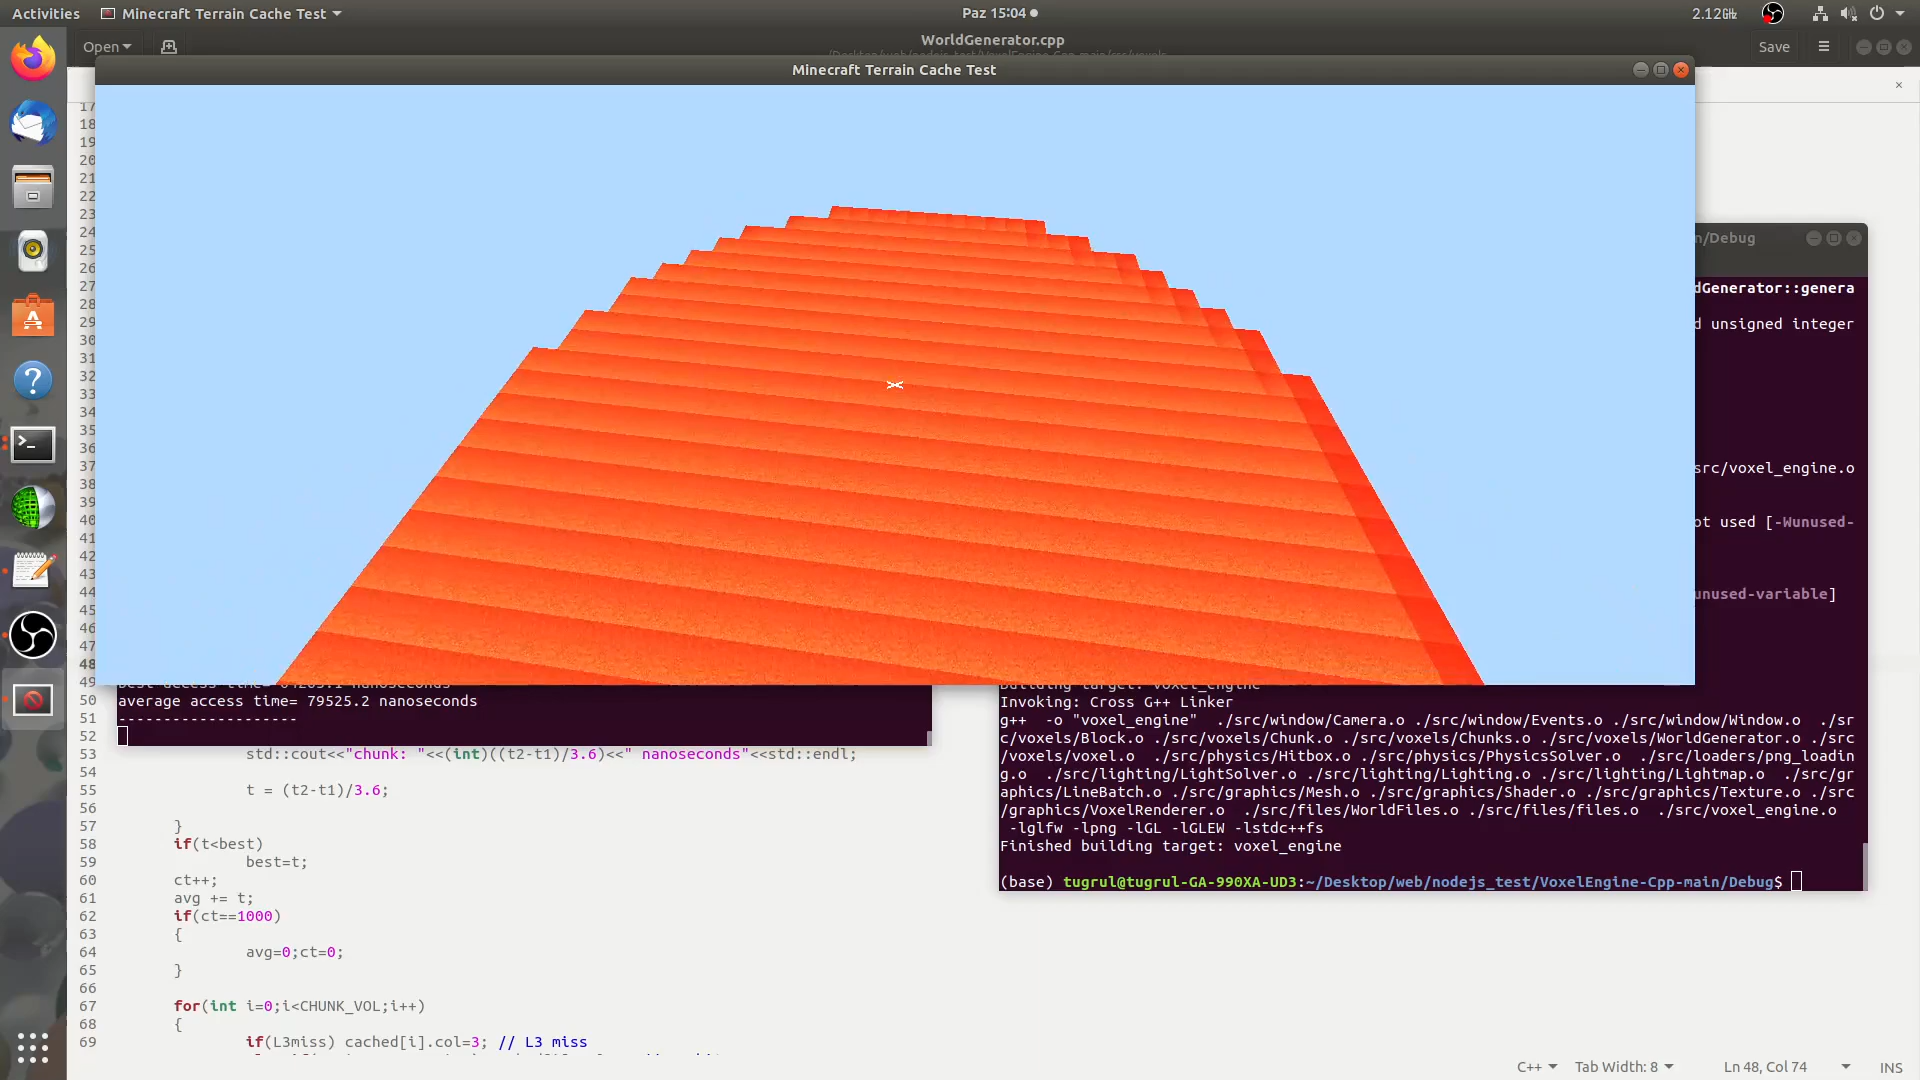 Activities
Minecraft Terrain Cache Test
Paz 15:04
2.12GHz
Open
WorldGenerator.cpp
Save
Minecraft Terrain Cache Test
n/Debug
dGenerator::genera
d unsigned integer
src/voxel_engine.o
ot used [-Wunused-
unused-variable]
17
18
19
20
21
22
23
24
25
26
27
28
29
30
31
32
33
34
35
36
37
38
39
40
41
42
43
44
45
46
47
48
49
50
51
52
average access time= 79525.2 nanoseconds
--------------------
53 std::cout<<"chunk: "<<(int)((t2-t1)/3.6)<<" nanoseconds"<<std::endl;
54
55 t = (t2-t1)/3.6;
56
57 }
58 if(t<best)
59 best=t;
60 ct++;
61 avg += t;
62 if(ct==1000)
63 {
64 avg=0;ct=0;
65 }
66
67 for(int i=0;i<CHUNK_VOL;i++)
68 {
69 if(L3miss) cached[i].col=3; // L3 miss
Building target: voxel_engine
Invoking: Cross G++ Linker
g++  -o "voxel_engine"  ./src/window/Camera.o ./src/window/Events.o ./src/window/Window.o  ./sr
c/voxels/Block.o ./src/voxels/Chunk.o ./src/voxels/Chunks.o ./src/voxels/WorldGenerator.o ./src
/voxels/voxel.o  ./src/physics/Hitbox.o ./src/physics/PhysicsSolver.o  ./src/loaders/png_loadin
g.o  ./src/lighting/LightSolver.o ./src/lighting/Lighting.o ./src/lighting/Lightmap.o  ./src/gr
aphics/LineBatch.o ./src/graphics/Mesh.o ./src/graphics/Shader.o ./src/graphics/Texture.o ./src
/graphics/VoxelRenderer.o  ./src/files/WorldFiles.o ./src/files/files.o  ./src/voxel_engine.o
-lglfw -lpng -lGL -lGLEW -lstdc++fs
Finished building target: voxel_engine
(base) tugrul@tugrul-GA-990XA-UD3:~/Desktop/web/nodejs_test/VoxelEngine-Cpp-main/Debug$
C++
Tab Width: 8
Ln 48, Col 74
INS